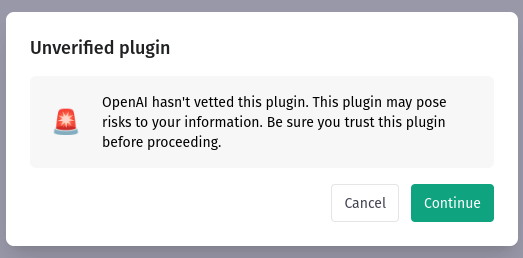 Unverified plugin
OpenAI hasn't vetted this plugin. This plugin may pose
risks to your information. Be sure you trust this plugin
before proceeding.
Cancel
Continue